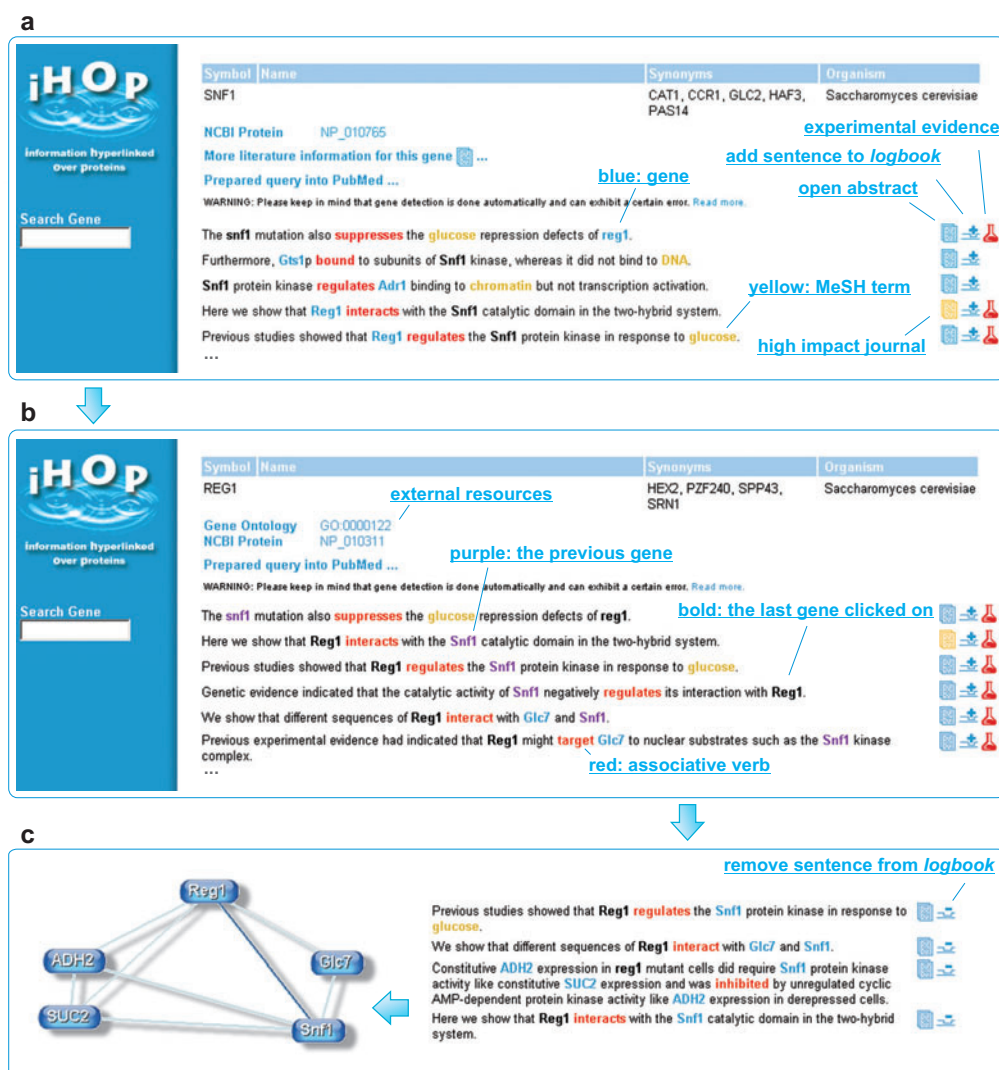 a
iHOp
information hyperlinked
over proteins
Search Gene
Symbol Name Synonyms Organism
SNF1 CAT1, CCR1, GLC2, HAF3, Saccharomyces cerevisiae
PAS14
NCBI Protein NP_010765
experimental evidence
More literature information for this gene ...
add sentence to logbook
Prepared query into PubMed ...
blue: gene
open abstract
WARNING: Please keep in mind that gene detection is done automatically and can exhibit a certain error. Read more.
The snf1 mutation also suppresses the glucose repression defects of reg1.
Furthermore, Gts1p bound to subunits of Snf1 kinase, whereas it did not bind to DNA.
Snf1 protein kinase regulates Adr1 binding to chromatin but not transcription activation.
yellow: MeSH term
Here we show that Reg1 interacts with the Snf1 catalytic domain in the two-hybrid system.
Previous studies showed that Reg1 regulates the Snf1 protein kinase in response to glucose.
high impact journal
...
b
iHOp
information hyperlinked
over proteins
Search Gene
Symbol Name Synonyms Organism
REG1 HEX2, PZF240, SPP43, Saccharomyces cerevisiae
SRN1
external resources
Gene Ontology GO:0000122
NCBI Protein NP_010311
purple: the previous gene
Prepared query into PubMed ...
WARNING: Please keep in mind that gene detection is done automatically and can exhibit a certain error. Read more.
bold: the last gene clicked on
The snf1 mutation also suppresses the glucose repression defects of reg1.
Here we show that Reg1 interacts with the Snf1 catalytic domain in the two-hybrid system.
Previous studies showed that Reg1 regulates the Snf1 protein kinase in response to glucose.
Genetic evidence indicated that the catalytic activity of Snf1 negatively regulates its interaction with Reg1.
We show that different sequences of Reg1 interact with Glc7 and Snf1.
Previous experimental evidence had indicated that Reg1 might target Glc7 to nuclear substrates such as the Snf1 kinase
complex.
red: associative verb
...
c
remove sentence from logbook
Reg1
ADH2
Glc7
SUC2
Snf1
Previous studies showed that Reg1 regulates the Snf1 protein kinase in response to
glucose.
We show that different sequences of Reg1 interact with Glc7 and Snf1.
Constitutive ADH2 expression in reg1 mutant cells did require Snf1 protein kinase
activity like constitutive SUC2 expression and was inhibited by unregulated cyclic
AMP-dependent protein kinase activity like ADH2 expression in derepressed cells.
Here we show that Reg1 interacts with the Snf1 catalytic domain in the two-hybrid
system.